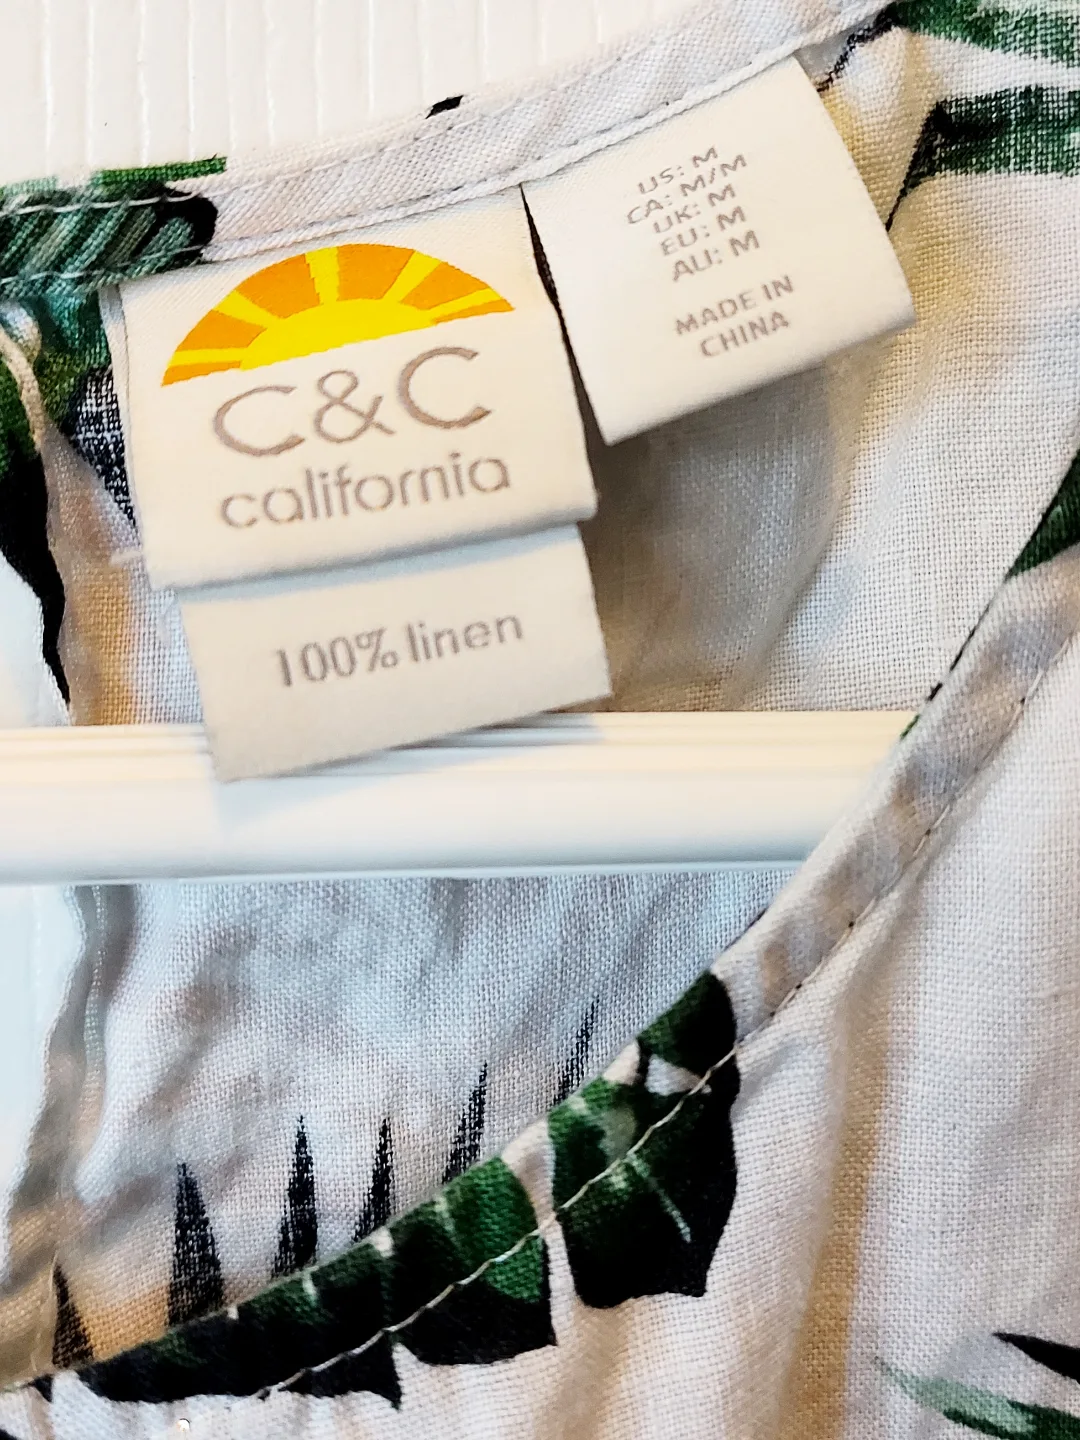 C&C
california
100% linen
US: M
CA: M/M
UK: M
EU: M
AU: M
MADE IN
CHINA